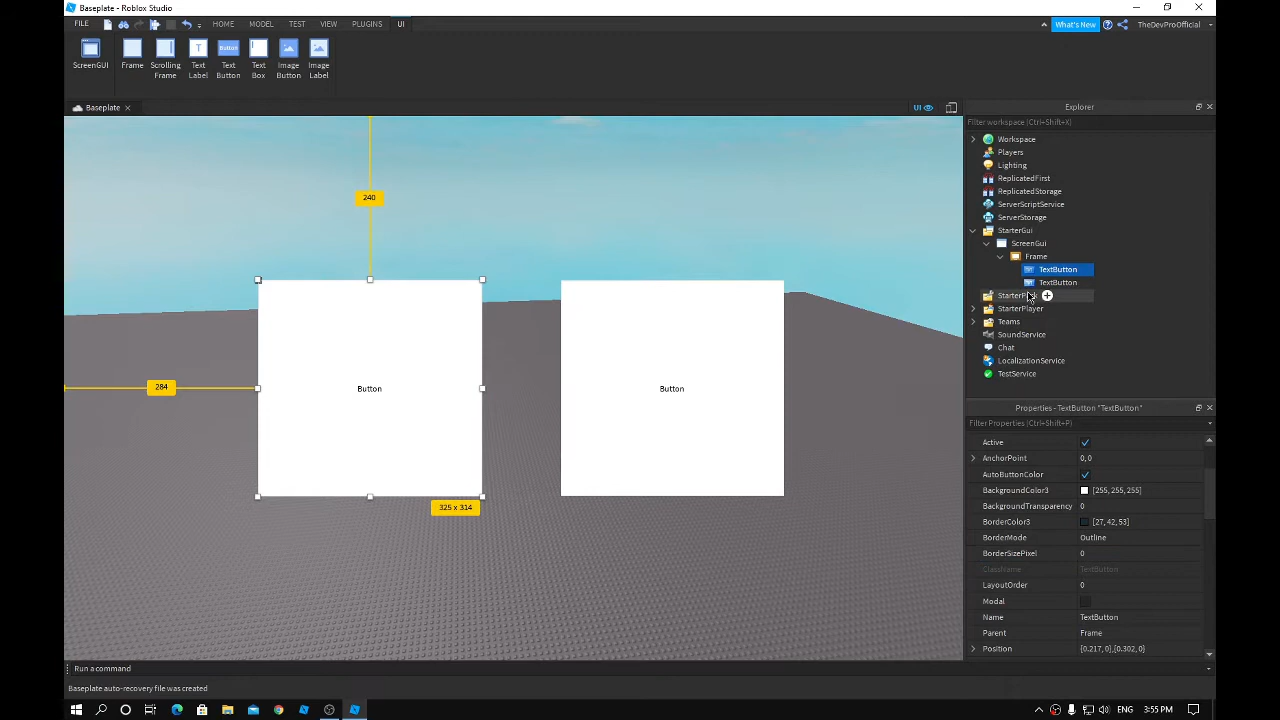 Baseplate - Roblox Studio
FILE HOME MODEL TEST VIEW PLUGINS UI What's New TheDevProOfficial
ScreenGUI Frame Scrolling Frame Text Label Text Button Text Box Image Button Image Label
T Button
Baseplate UI
Explorer
Filter workspace (Ctrl+Shift+X)
Workspace
Players
Lighting
ReplicatedFirst
ReplicatedStorage
ServerScriptService
ServerStorage
StarterGui
ScreenGui
Frame
TextButton
TextButton
StarterP
StarterPlayer
Teams
SoundService
Chat
LocalizationService
TestService
240
284
Button
Button
325 x 314
Properties - TextButton "TextButton"
Filter Properties (Ctrl+Shift+P)
Active
AnchorPoint 0, 0
AutoButtonColor
BackgroundColor3 [255, 255, 255]
BackgroundTransparency 0
BorderColor3 [27, 42, 53]
BorderMode Outline
BorderSizePixel 0
ClassName TextButton
LayoutOrder 0
Modal
Name TextButton
Parent Frame
Position {0.217, 0},{0.302, 0}
Run a command
Baseplate auto-recovery file was created
ENG 3:55 PM